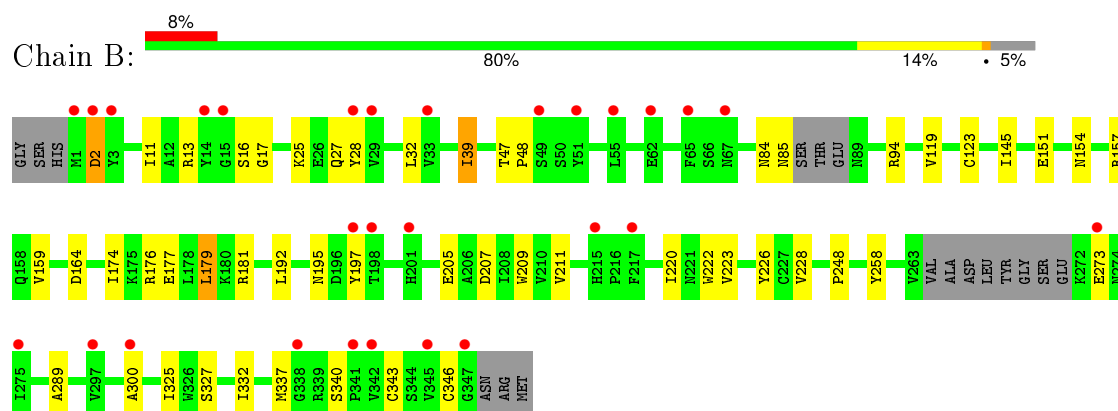 8%
Chain B:
80% 14% • 5%
GLY SER HIS M1 D2 Y3 I11 A12 R13 Y14 G15 S16 G17 K25 E26 Q27 Y28 V29 L32 V33 I39 T47 P48 S49 S50 Y51 L55 E62 F65 S66 N67 N84 N85 SER THR GLU N89 R94 V119 C123 I145 E151 N154
Q158 V159 D164 I174 K175 R176 E177 L178 L179 K180 R181 L192 N195 D196 Y197 T198 H201 E205 A206 D207 I208 W209 V210 V211 H215 P216 F217 I220 N221 W222 V223 Y226 C227 V228 P248 Y258 V263 VAL ALA ASP LEU TYR GLY SER GLU K272 E273
I275 A289 V297 A300 I325 W326 S327 I332 M337 G338 R339 S340 P341 V342 C343 S344 V345 C346 G347 ASN ARG MET